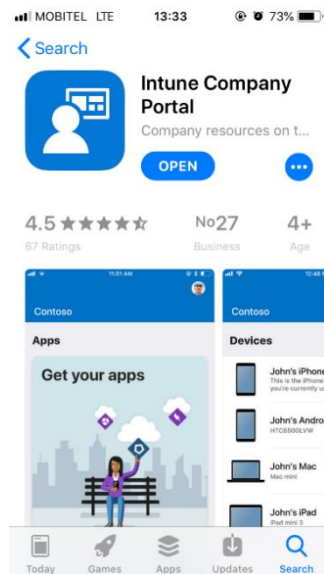 MOBITEL LTE 13:33 73%
Search
Intune Company
Portal
Company resources on t...
OPEN
4.5 No27 4+
67 Ratings Business Age
11:01 AM
Contoso
Apps
Get your apps
12:48
Contoso
Devices
John's iPhone
This is the iPhone
you're currently u
John's Andro
HTC6500LVW
John's Mac
Mac mini
John's iPad
iPad mini 3
Today Games Apps Updates Search